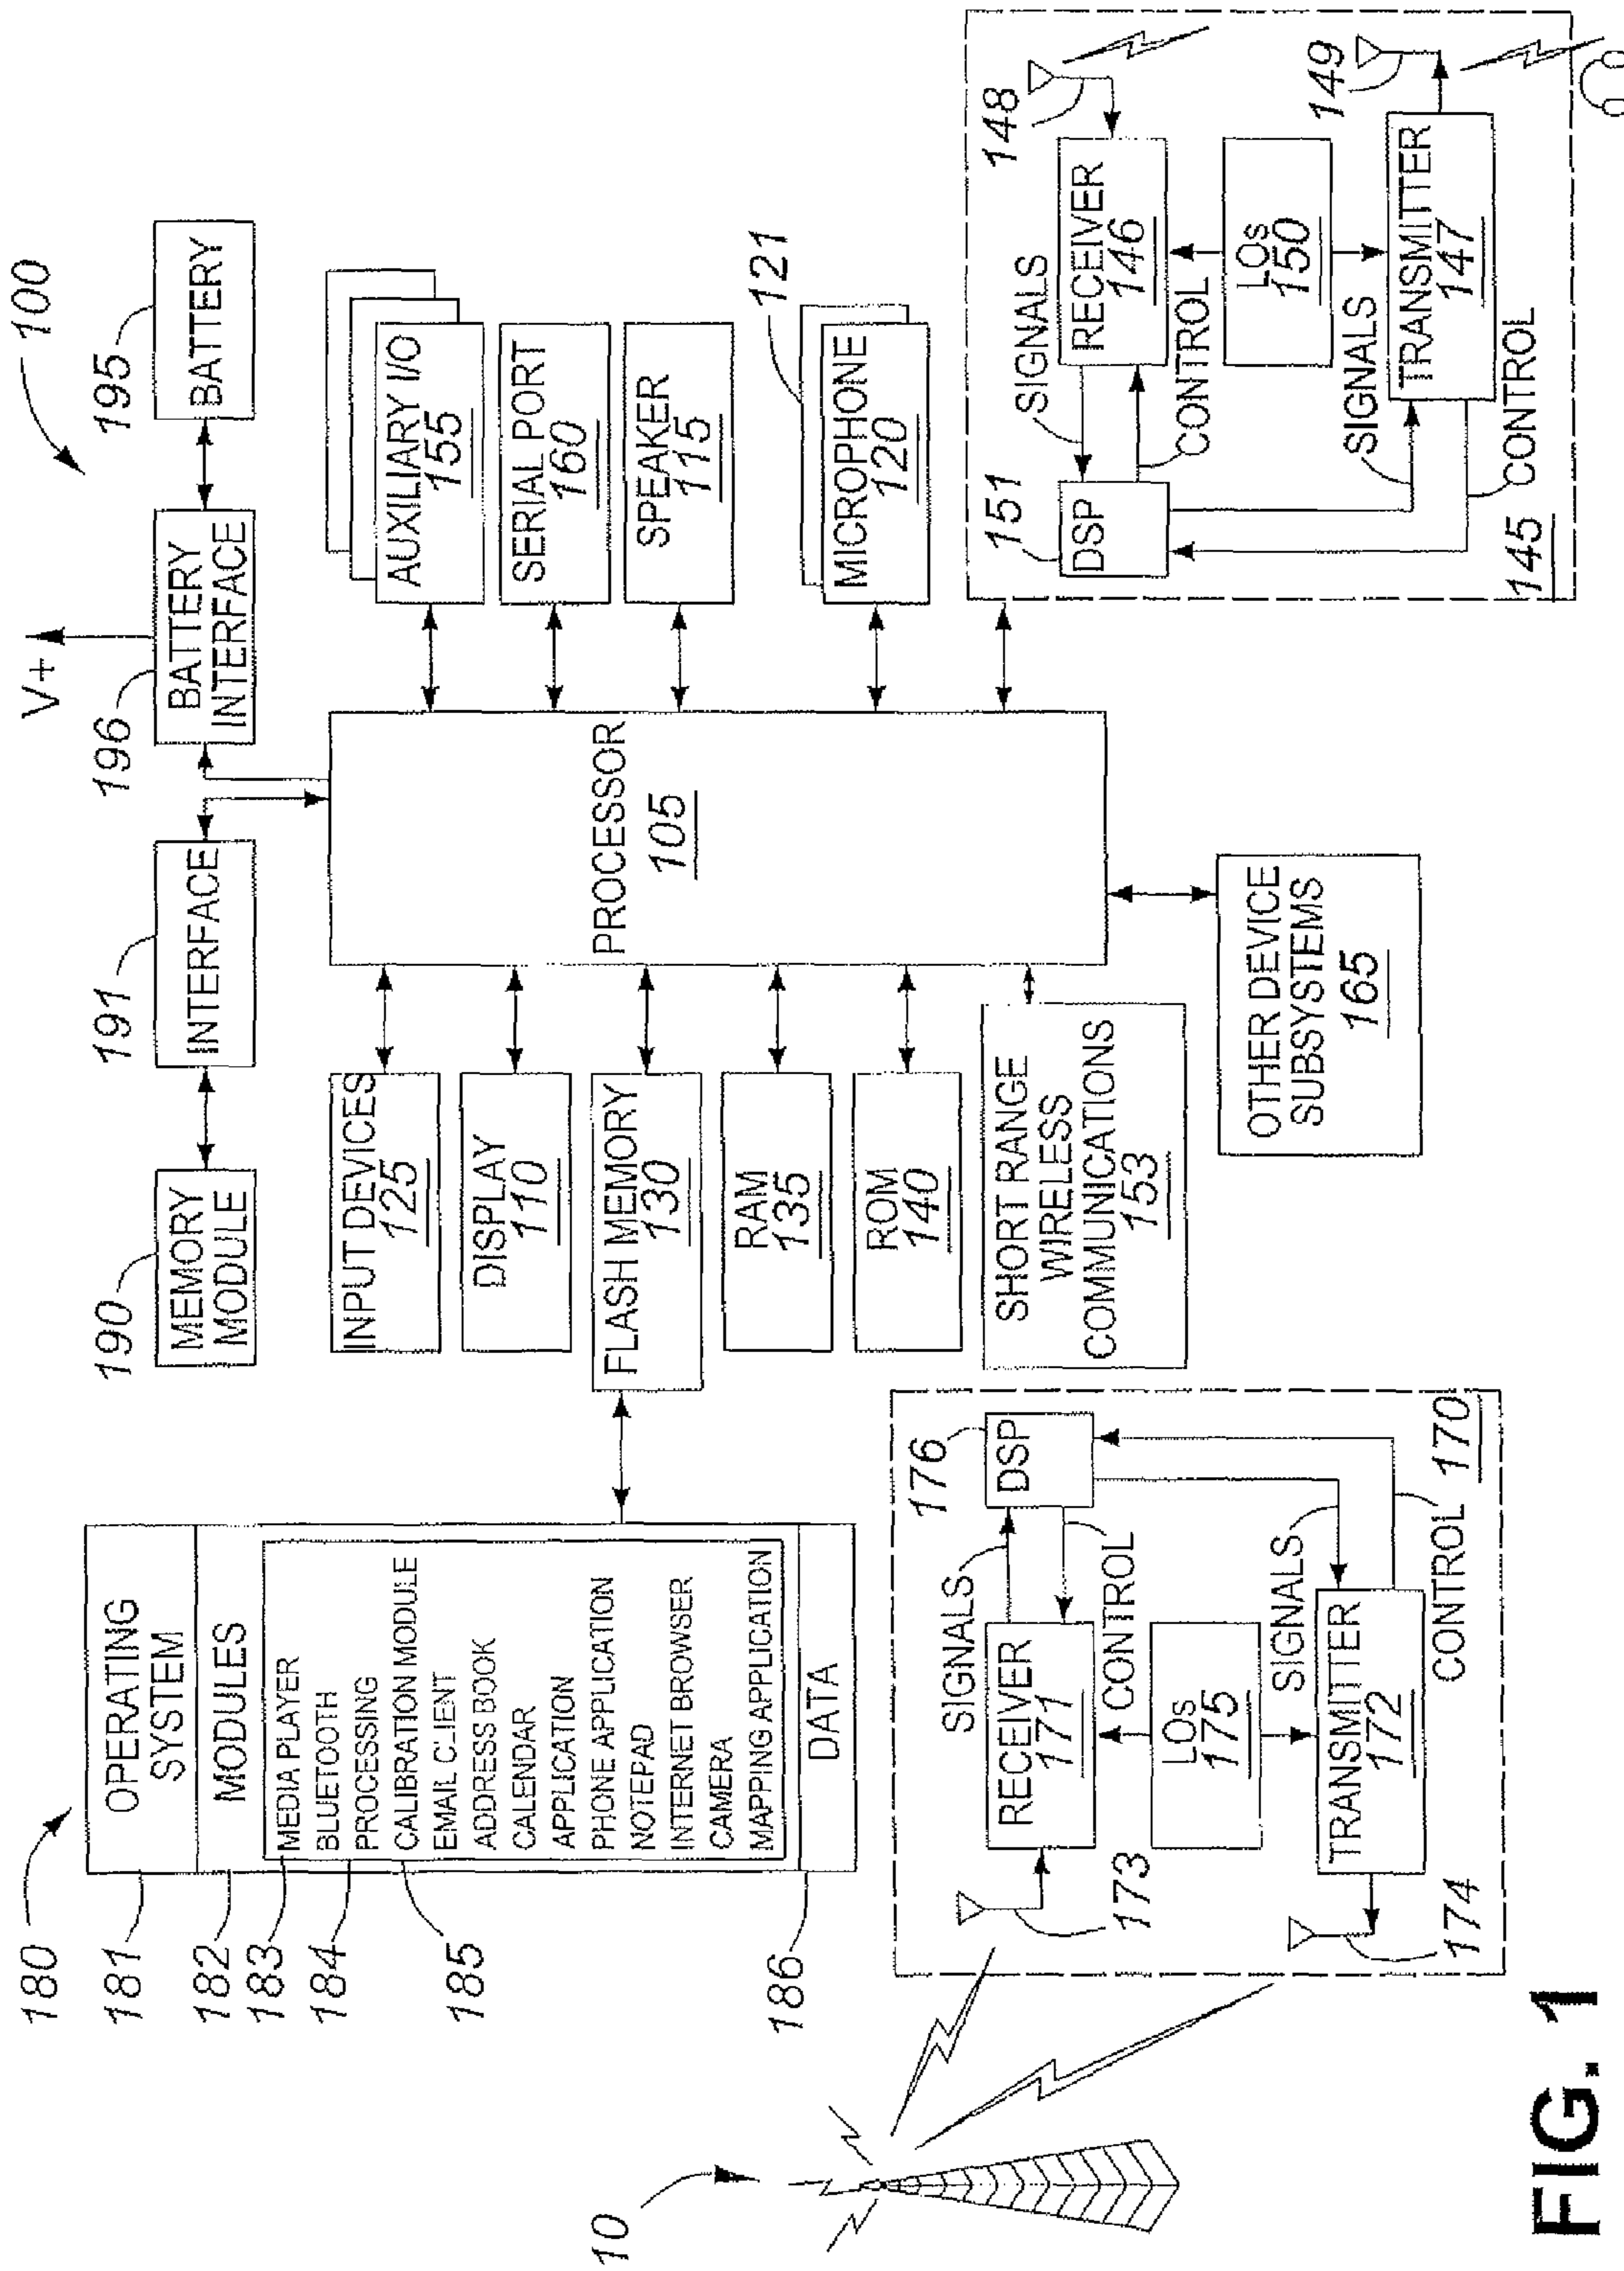 100
V+
190
MEMORY
MODULE
191
INTERFACE
196
BATTERY
INTERFACE
195
BATTERY
180
181
OPERATING
SYSTEM
182
MODULES
183
MEDIA PLAYER
184
BLUETOOTH
PROCESSING
185
CALIBRATION MODULE
EMAIL CLIENT
ADDRESS BOOK
CALENDAR
APPLICATION
PHONE APPLICATION
NOTEPAD
INTERNET BROWSER
CAMERA
MAPPING APPLICATION
186
DATA
INPUT DEVICES
125
DISPLAY
110
FLASH MEMORY
130
RAM
135
ROM
140
SHORT RANGE
WIRELESS
COMMUNICATIONS
153
PROCESSOR
105
AUXILIARY I/O
155
SERIAL PORT
160
SPEAKER
115
121
MICROPHONE
120
OTHER DEVICE
SUBSYSTEMS
165
10
176
DSP
SIGNALS
RECEIVER
171
173
CONTROL
LOs
175
SIGNALS
TRANSMITTER
172
174
CONTROL
170
151
DSP
SIGNALS
148
RECEIVER
146
CONTROL
LOs
150
149
SIGNALS
TRANSMITTER
147
CONTROL
145
FIG. 1